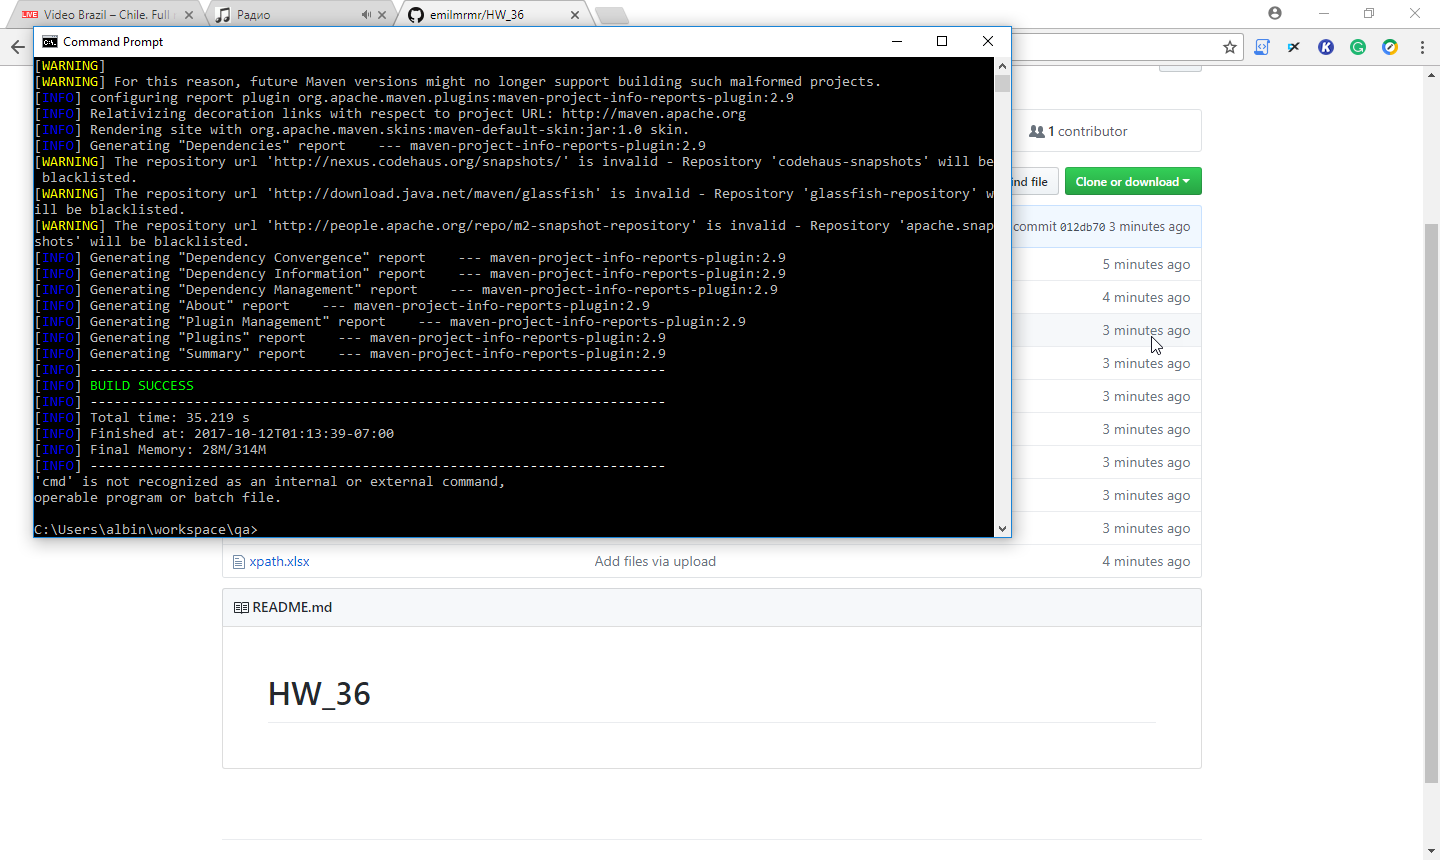 LIVE Video Brazil – Chile. Full
Радио
emilmrmr/HW_36
Command Prompt
[WARNING]
[WARNING] For this reason, future Maven versions might no longer support building such malformed projects.
[INFO] configuring report plugin org.apache.maven.plugins:maven-project-info-reports-plugin:2.9
[INFO] Relativizing decoration links with respect to project URL: http://maven.apache.org
[INFO] Rendering site with org.apache.maven.skins:maven-default-skin:jar:1.0 skin.
[INFO] Generating "Dependencies" report    --- maven-project-info-reports-plugin:2.9
[WARNING] The repository url 'http://nexus.codehaus.org/snapshots/' is invalid - Repository 'codehaus-snapshots' will be
 blacklisted.
[WARNING] The repository url 'http://download.java.net/maven/glassfish' is invalid - Repository 'glassfish-repository' w
ill be blacklisted.
[WARNING] The repository url 'http://people.apache.org/repo/m2-snapshot-repository' is invalid - Repository 'apache.snap
shots' will be blacklisted.
[INFO] Generating "Dependency Convergence" report    --- maven-project-info-reports-plugin:2.9
[INFO] Generating "Dependency Information" report    --- maven-project-info-reports-plugin:2.9
[INFO] Generating "Dependency Management" report    --- maven-project-info-reports-plugin:2.9
[INFO] Generating "About" report    --- maven-project-info-reports-plugin:2.9
[INFO] Generating "Plugin Management" report    --- maven-project-info-reports-plugin:2.9
[INFO] Generating "Plugins" report    --- maven-project-info-reports-plugin:2.9
[INFO] Generating "Summary" report    --- maven-project-info-reports-plugin:2.9
[INFO] ------------------------------------------------------------------------
[INFO] BUILD SUCCESS
[INFO] ------------------------------------------------------------------------
[INFO] Total time: 35.219 s
[INFO] Finished at: 2017-10-12T01:13:39-07:00
[INFO] Final Memory: 28M/314M
[INFO] ------------------------------------------------------------------------
'cmd' is not recognized as an internal or external command,
operable program or batch file.
C:\Users\albin\workspace\qa>
1 contributor
ind file
Clone or download
commit 012db70 3 minutes ago
5 minutes ago
4 minutes ago
3 minutes ago
3 minutes ago
3 minutes ago
3 minutes ago
3 minutes ago
3 minutes ago
3 minutes ago
xpath.xlsx Add files via upload 4 minutes ago
README.md
HW_36